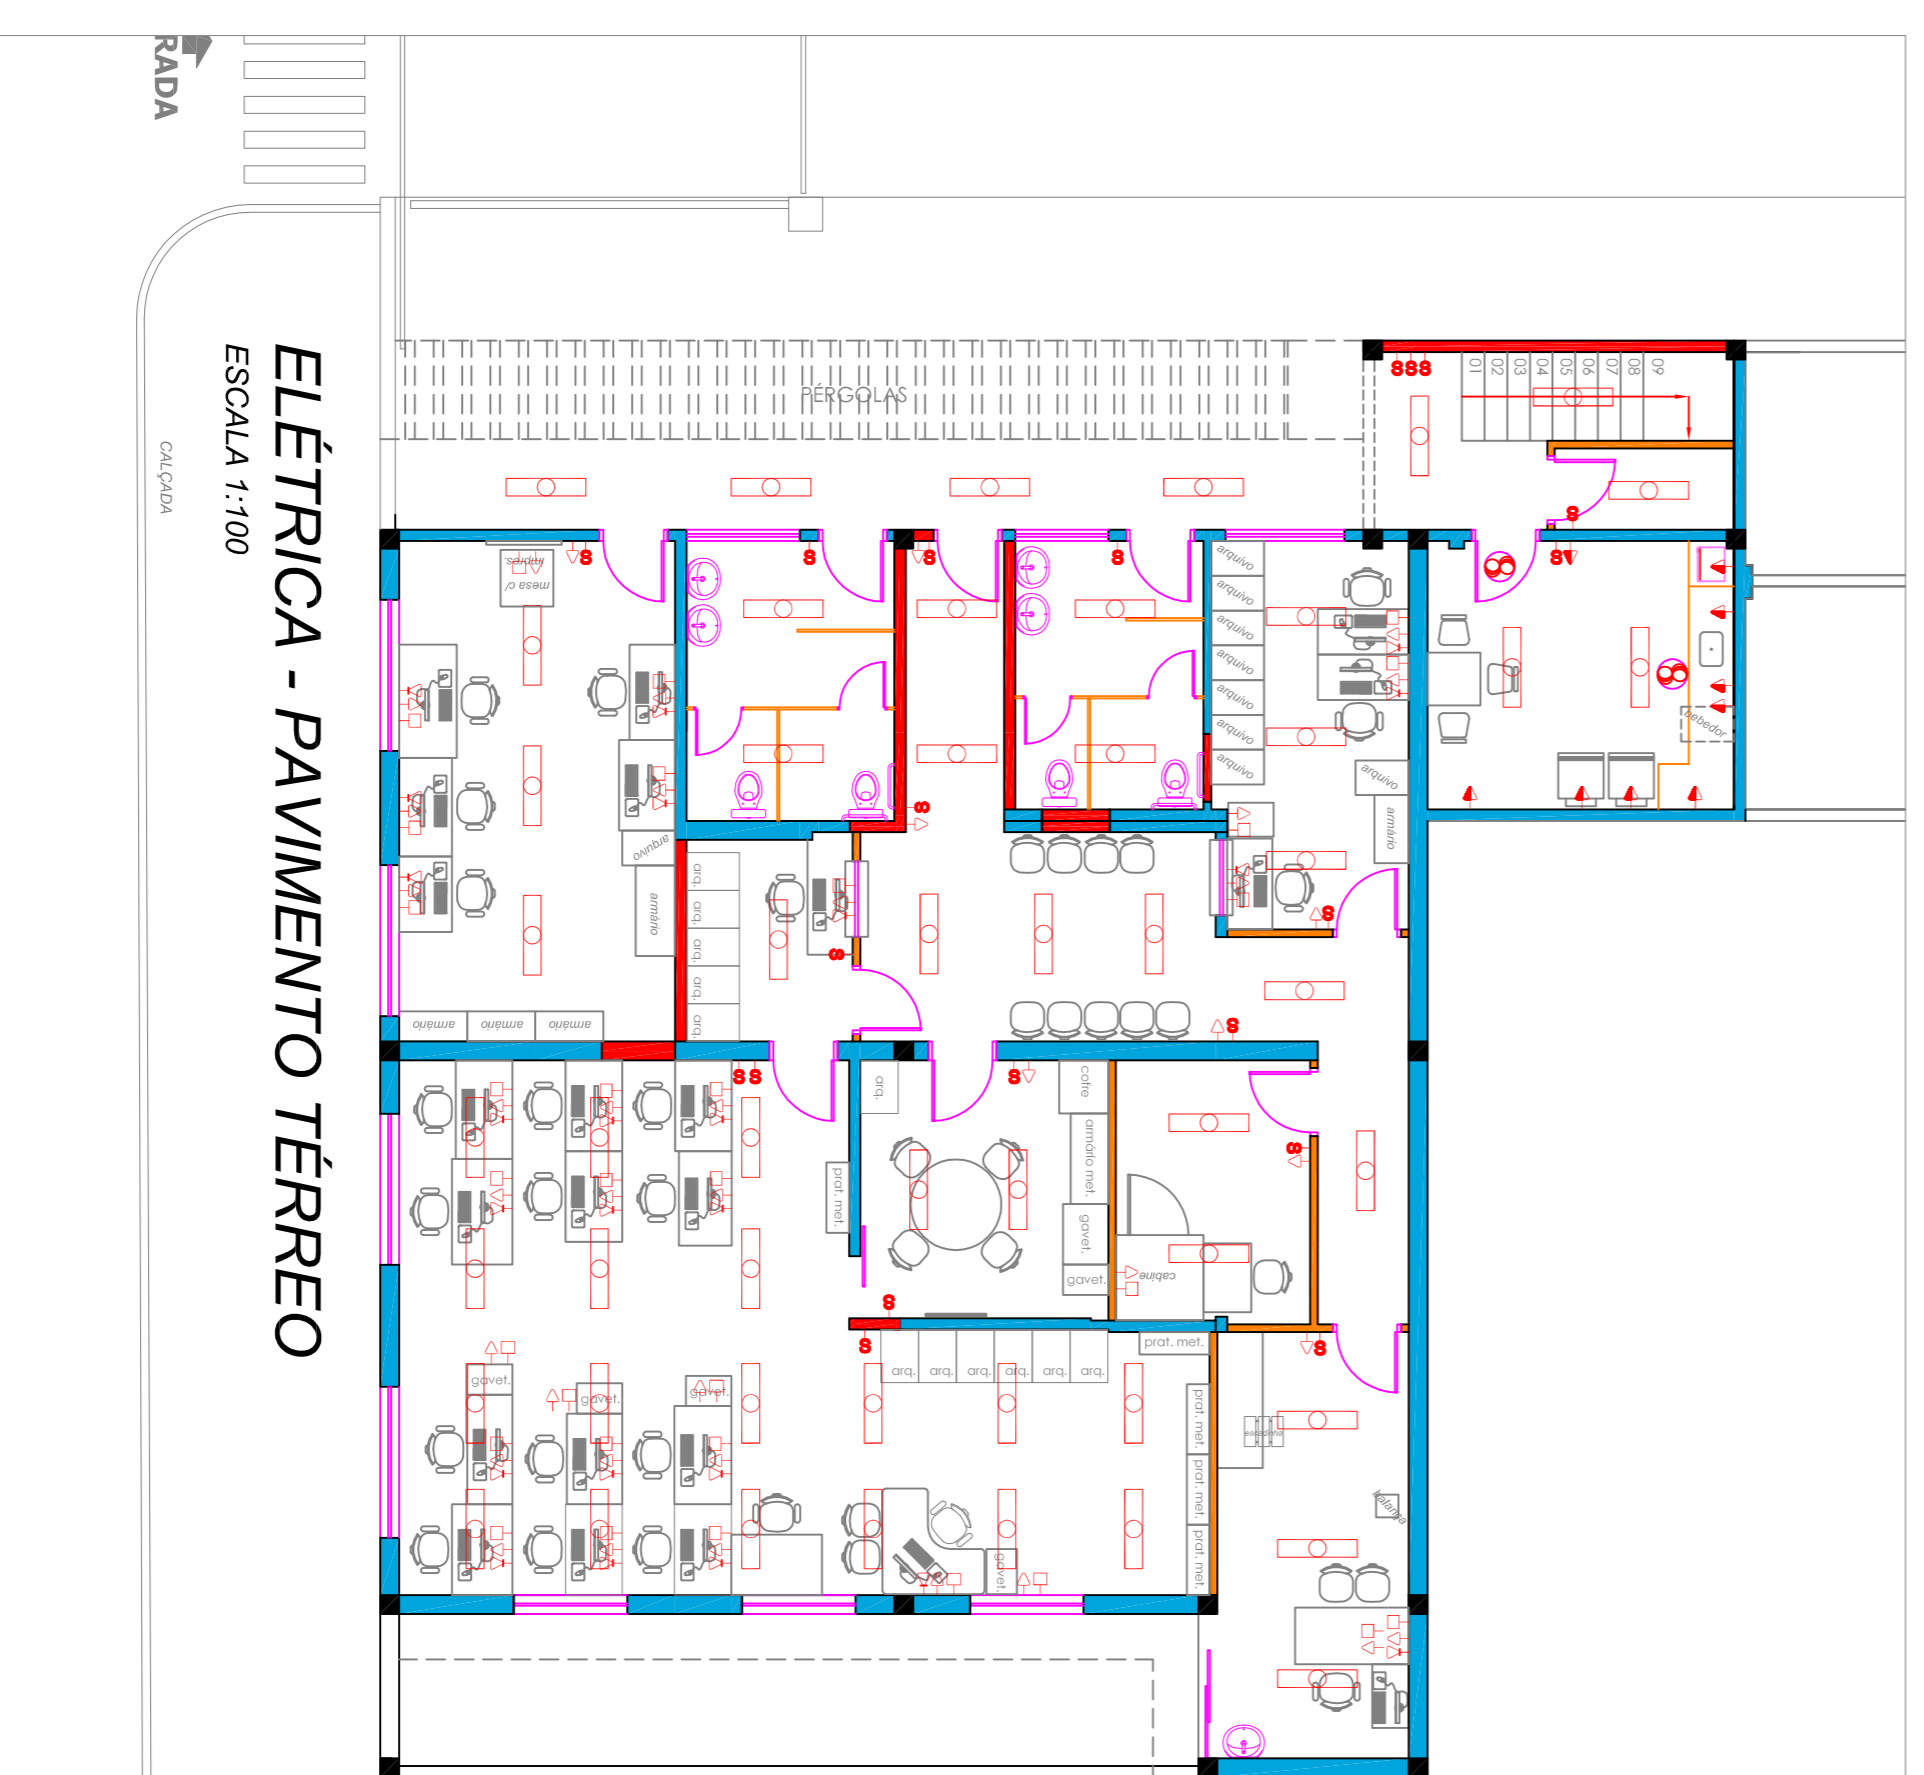 RADA
ELÉTRICA - PAVIMENTO TÉRREO
ESCALA 1:100
CALÇADA
PÉRGOLAS
S S S
01
02
03
04
05
06
07
08
09
S
S
S
S
S
S
mesa c/
impres.
arquivo
arquivo
arquivo
arquivo
arquivo
arquivo
arquivo
arquivo
armário
bebedor
arquivo
armário
armário
armário
armário
arq.
arq.
arq.
arq.
arq.
S
S
S
S
S S
S
arq.
cofre
armário met.
gavet.
gavet.
prat. met.
S
cabine
S
S
S
prat. met.
arq.
arq.
arq.
arq.
arq.
arq.
gavet.
gavet.
gavet.
gavet.
prat. met.
prat. met.
prat. met.
escadinha
balança